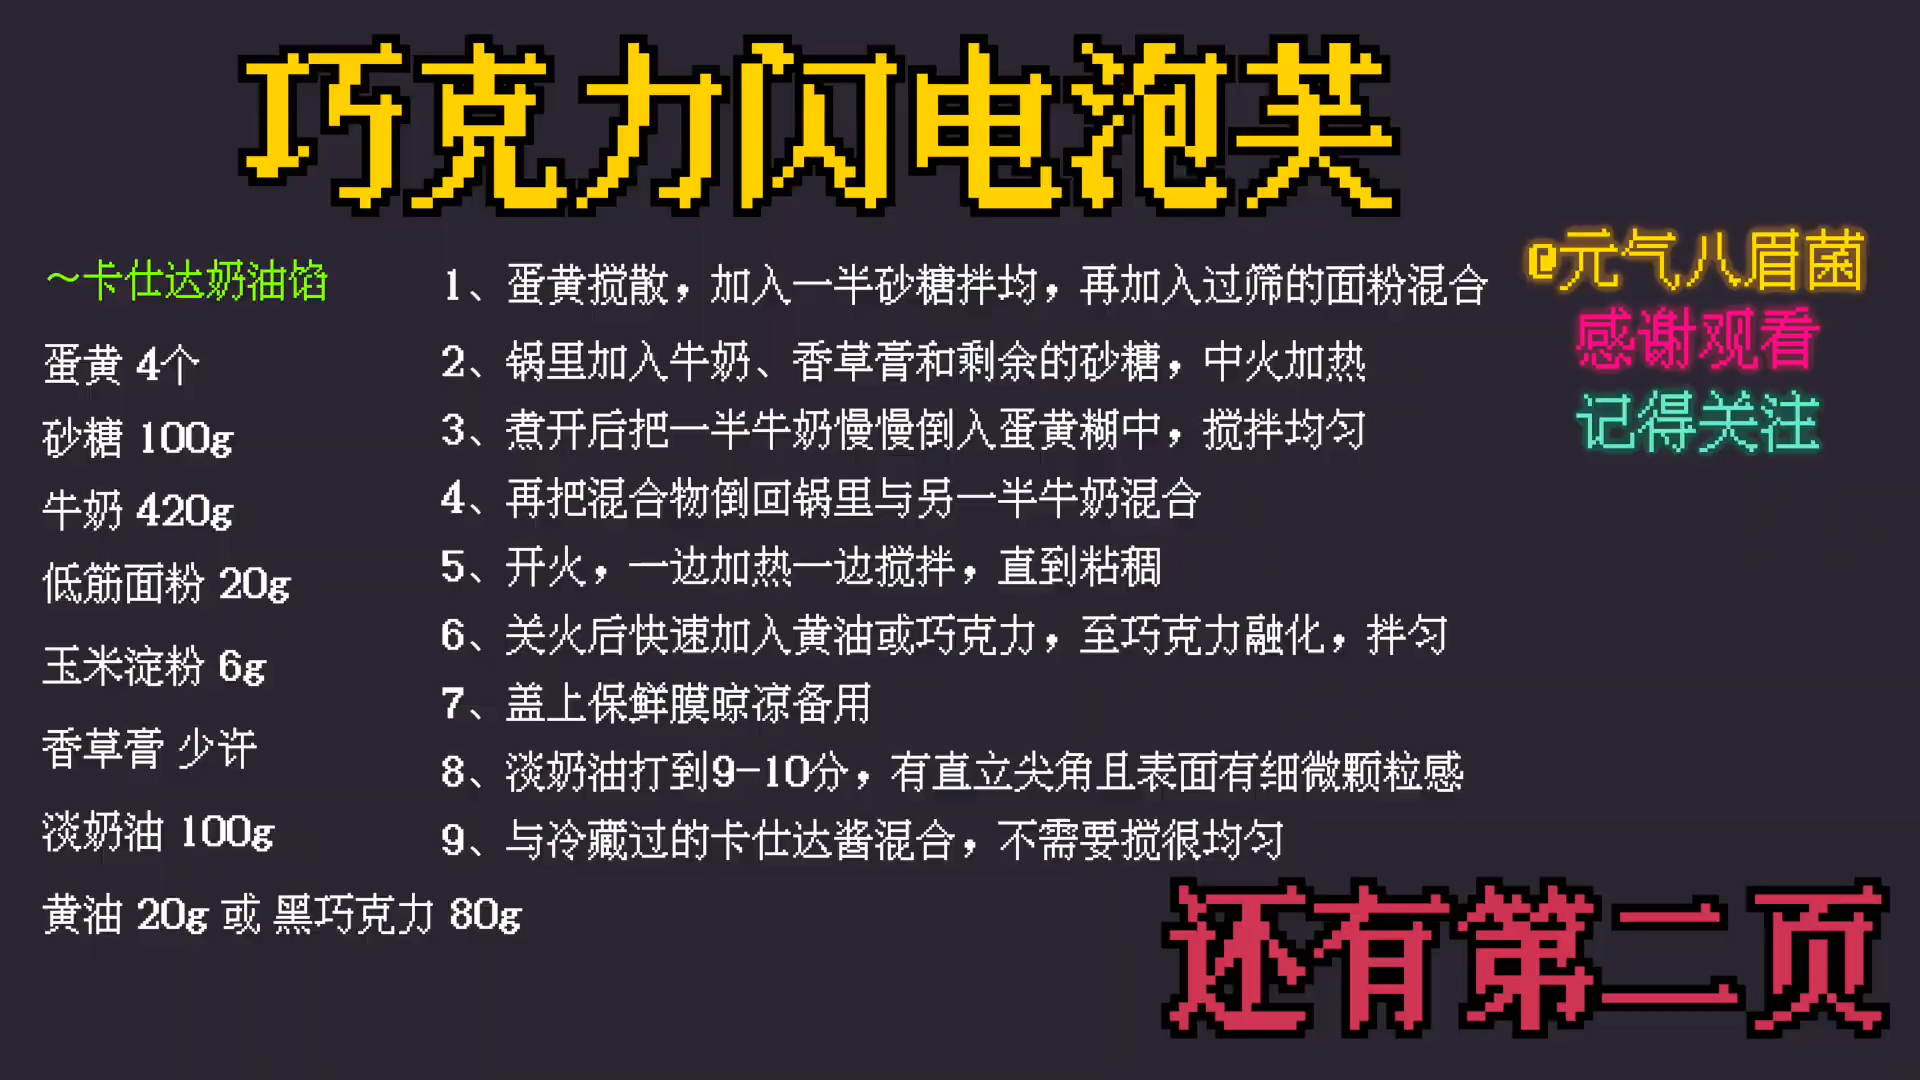 巧克力闪电泡芙
~卡仕达奶油馅
蛋黄 4个
砂糖 100g
牛奶 420g
低筋面粉 20g
玉米淀粉 6g
香草膏 少许
淡奶油 100g
黄油 20g 或 黑巧克力 80g
1、蛋黄搅散，加入一半砂糖拌均，再加入过筛的面粉混合
2、锅里加入牛奶、香草膏和剩余的砂糖，中火加热
3、煮开后把一半牛奶慢慢倒入蛋黄糊中，搅拌均匀
4、再把混合物倒回锅里与另一半牛奶混合
5、开火，一边加热一边搅拌，直到粘稠
6、关火后快速加入黄油或巧克力，至巧克力融化，拌匀
7、盖上保鲜膜晾凉备用
8、淡奶油打到9-10分，有直立尖角且表面有细微颗粒感
9、与冷藏过的卡仕达酱混合，不需要搅很均匀
@元气八眉菌
感谢观看
记得关注
还有第二页